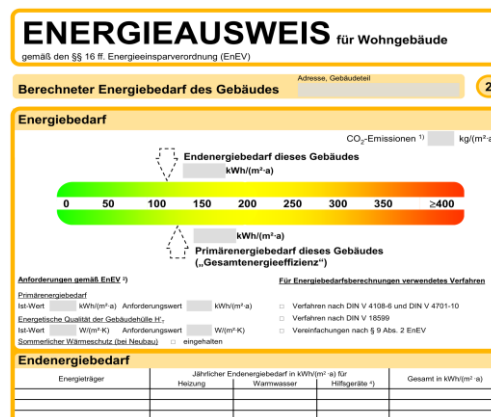 ENERGIEAUSWEIS für Wohngebäude
gemäß den §§ 16 ff. Energieeinsparverordnung (EnEV)
Berechneter Energiebedarf des Gebäudes
Adresse, Gebäudeteil
2
Energiebedarf
CO2-Emissionen 1) kg/(m²·a
Endenergiebedarf dieses Gebäudes
kWh/(m²·a)
0 50 100 150 200 250 300 350 ≥400
kWh/(m²·a)
Primärenergiebedarf dieses Gebäudes
(„Gesamtenergieeffizienz")
Anforderungen gemäß EnEV 2)
Für Energiebedarfsberechnungen verwendetes Verfahren
Primärenergiebedarf
Ist-Wert kWh/(m²·a) Anforderungswert kWh/(m²·a)
□ Verfahren nach DIN V 4108-6 und DIN V 4701-10
Energetische Qualität der Gebäudehülle H'T
□ Verfahren nach DIN V 18599
Ist-Wert W/(m²·K) Anforderungswert W/(m²·K)
□ Vereinfachungen nach § 9 Abs. 2 EnEV
Sommerlicher Wärmeschutz (bei Neubau) □ eingehalten
Endenergiebedarf
Energieträger
Jährlicher Endenergiebedarf in kWh/(m²·a) für
Heizung Warmwasser Hilfsgeräte 4)
Gesamt in kWh/(m²·a)